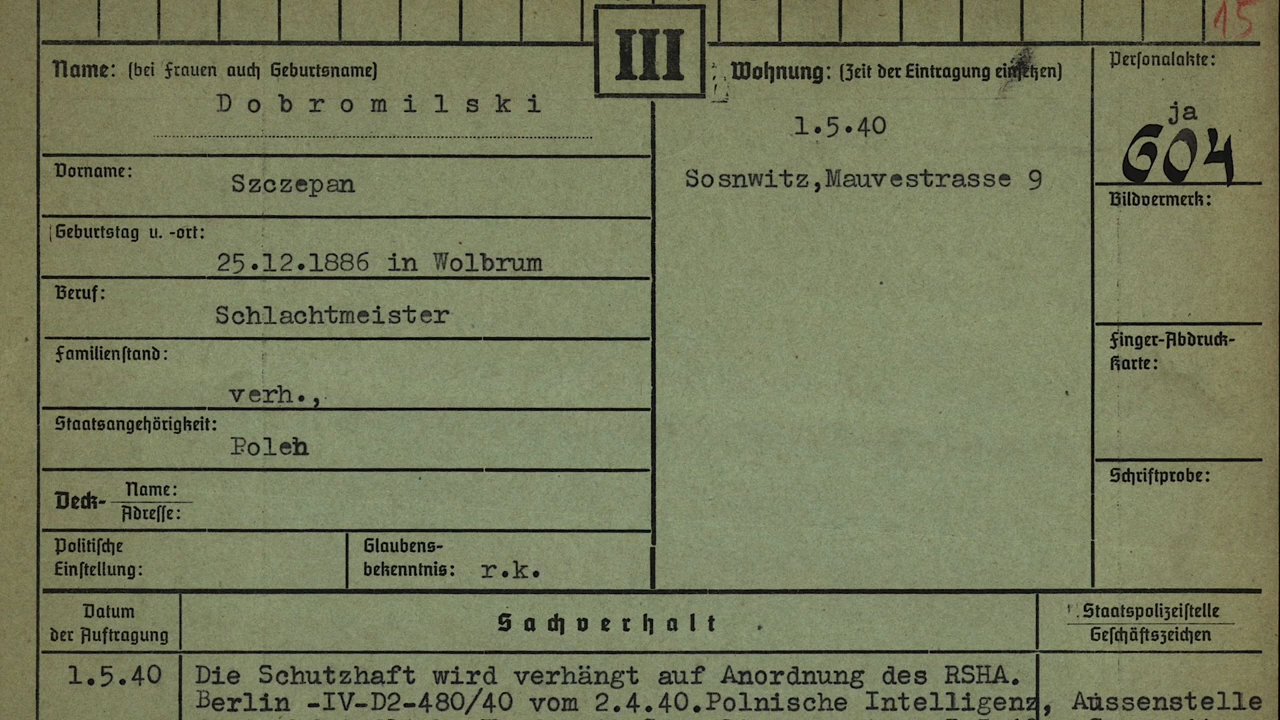 15
III
Name: (bei Frauen auch Geburtsname)
Dobromilski
Vorname:
Szczepan
Geburtstag u. -ort:
25.12.1886 in Wolbrum
Beruf:
Schlachtmeister
Familienstand:
verh.,
Staatsangehörigkeit:
Polen
Deck- Name:
Adresse:
Politische
Einstellung:
Glaubens-
bekenntnis: r.k.
Wohnung: (Zeit der Eintragung einsetzen)
1.5.40
Sosnwitz,Mauvestrasse 9
Personalakte:
ja
604
Bildvermerk:
Finger-Abdruck-
Karte:
Schriftprobe:
Datum
der Auftragung
Sachverhalt
Staatspolizeistelle
Geschäftszeichen
1.5.40
Die Schutzhaft wird verhängt auf Anordnung des RSHA.
Berlin -IV-D2-480/40 vom 2.4.40.Polnische Intelligenz, Aussenstelle